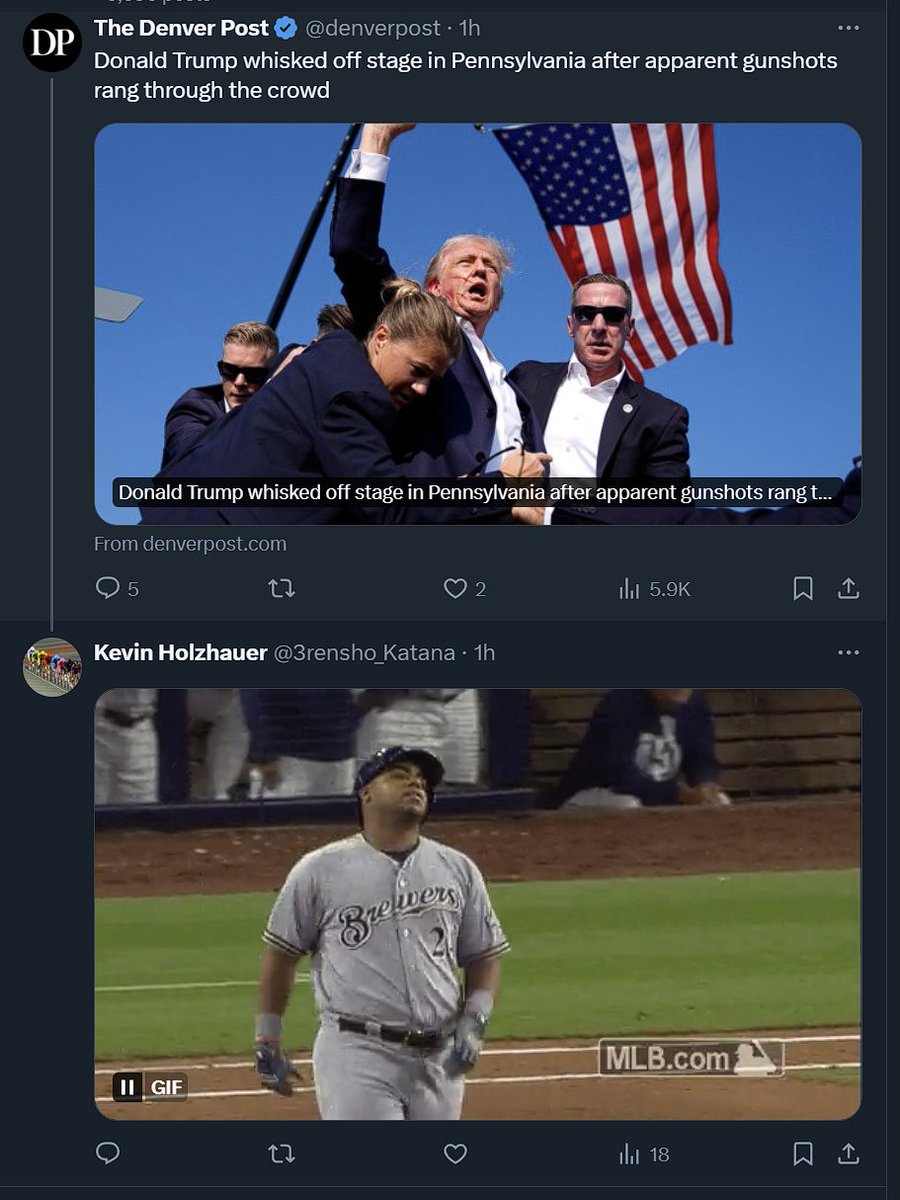 DP
The Denver Post @denverpost · 1h
Donald Trump whisked off stage in Pennsylvania after apparent gunshots
rang through the crowd
Donald Trump whisked off stage in Pennsylvania after apparent gunshots rang t...
From denverpost.com
5 2 5.9K
Kevin Holzhauer @3rensho_Katana · 1h
Brewers
2
MLB.com
GIF
18